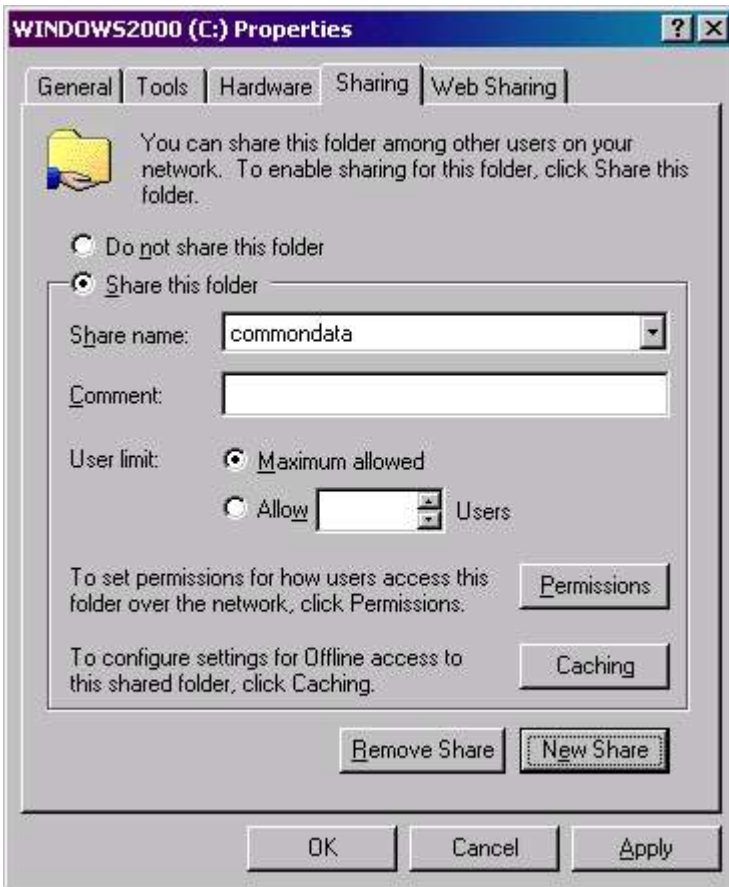 WINDOWS2000 (C:) Properties
General Tools Hardware Sharing Web Sharing
You can share this folder among other users on your
network. To enable sharing for this folder, click Share this
folder.
Do not share this folder
Share this folder
Share name: commondata
Comment:
User limit: Maximum allowed
Allow Users
To set permissions for how users access this
folder over the network, click Permissions.
Permissions
To configure settings for Offline access to
this shared folder, click Caching.
Caching
Remove Share New Share
OK Cancel Apply